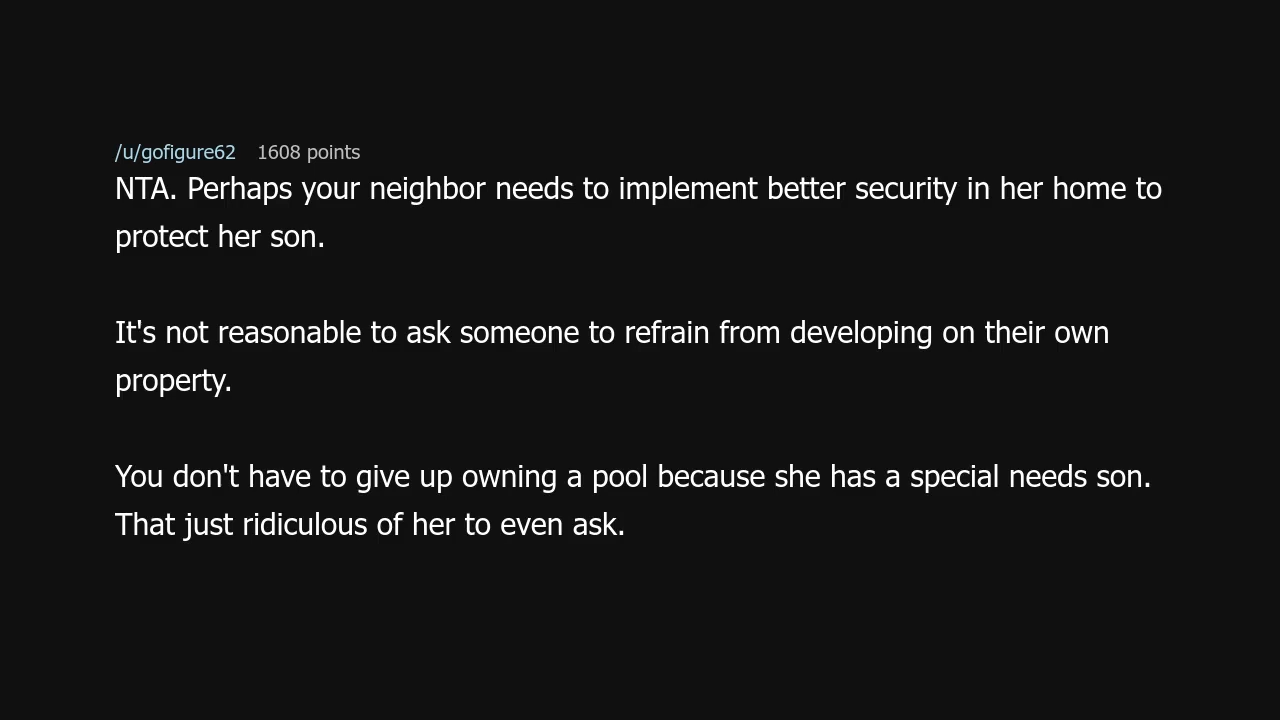 /u/gofigure62 1608 points
NTA. Perhaps your neighbor needs to implement better security in her home to
protect her son.
It's not reasonable to ask someone to refrain from developing on their own
property.
You don't have to give up owning a pool because she has a special needs son.
That just ridiculous of her to even ask.